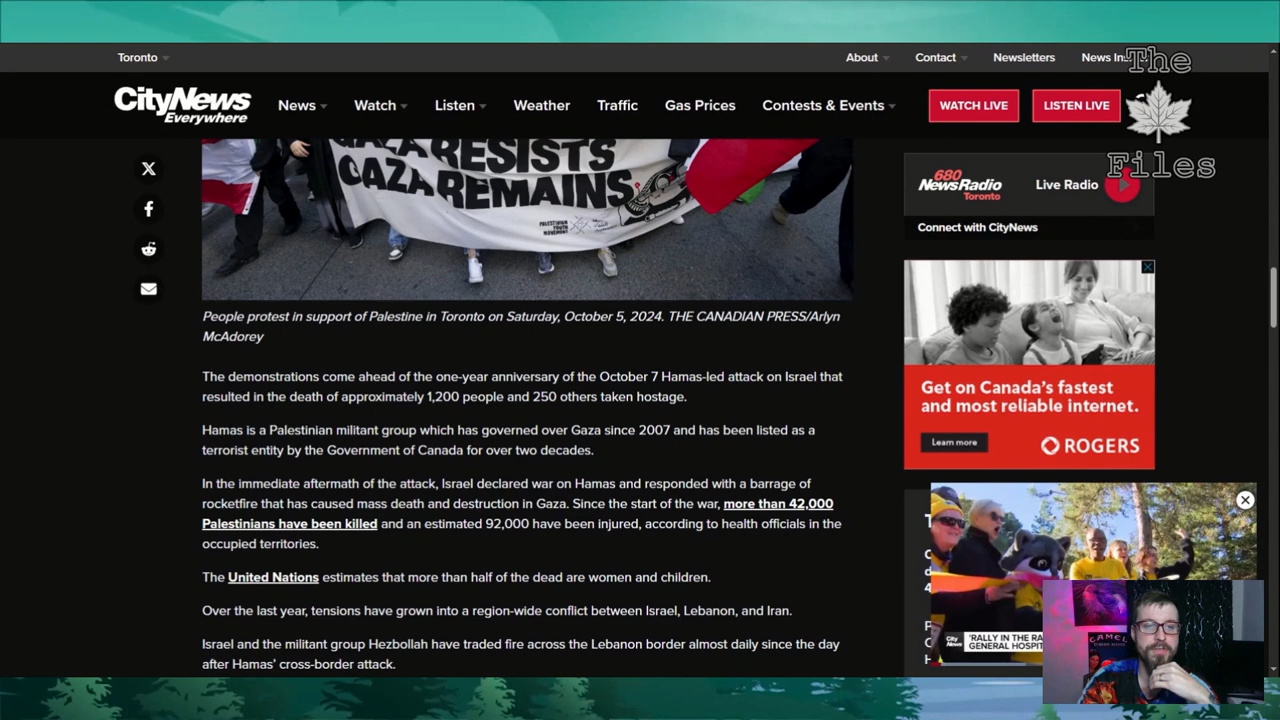 Toronto
About
Contact
Newsletters
News In
The
Files
CityNews
Everywhere
News
Watch
Listen
Weather
Traffic
Gas Prices
Contests & Events
WATCH LIVE
LISTEN LIVE
GAZA RESISTS
GAZA REMAINS
PALESTINIAN
YOUTH
MOVEMENT
680
NewsRadio
Toronto
Live Radio
Connect with CityNews
People protest in support of Palestine in Toronto on Saturday, October 5, 2024. THE CANADIAN PRESS/Arlyn
McAdorey
The demonstrations come ahead of the one-year anniversary of the October 7 Hamas-led attack on Israel that
resulted in the death of approximately 1,200 people and 250 others taken hostage.
Hamas is a Palestinian militant group which has governed over Gaza since 2007 and has been listed as a
terrorist entity by the Government of Canada for over two decades.
In the immediate aftermath of the attack, Israel declared war on Hamas and responded with a barrage of
rocketfire that has caused mass death and destruction in Gaza. Since the start of the war, more than 42,000
Palestinians have been killed and an estimated 92,000 have been injured, according to health officials in the
occupied territories.
The United Nations estimates that more than half of the dead are women and children.
Over the last year, tensions have grown into a region-wide conflict between Israel, Lebanon, and Iran.
Israel and the militant group Hezbollah have traded fire across the Lebanon border almost daily since the day
after Hamas' cross-border attack.
Get on Canada's fastest
and most reliable internet.
Learn more
ROGERS
City
News
'RALLY IN THE RA
GENERAL HOSPIT
CAMEL